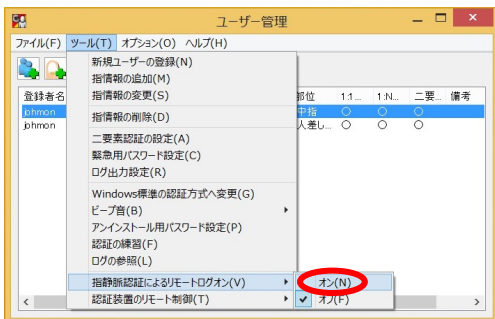 ユーザー管理
ファイル(F) ツール(T) オプション(O) ヘルプ(H)
新規ユーザーの登録(N)
指情報の追加(M)
指情報の変更(S)
指情報の削除(D)
二要素認証の設定(A)
緊急用パスワード設定(C)
ログ出力設定(R)
Windows標準の認証方式へ変更(G)
ビープ音(B)
アンインストール用パスワード設定(P)
認証の練習(F)
ログの参照(L)
指静脈認証によるリモートログオン(V)
認証装置のリモート制御(T)
オン(N)
オフ(F)
登録者名 部位 1:1... 1:N... 二要... 備考
johmon 中指 ○ ○ ○
johmon 人差し... ○ ○ ○